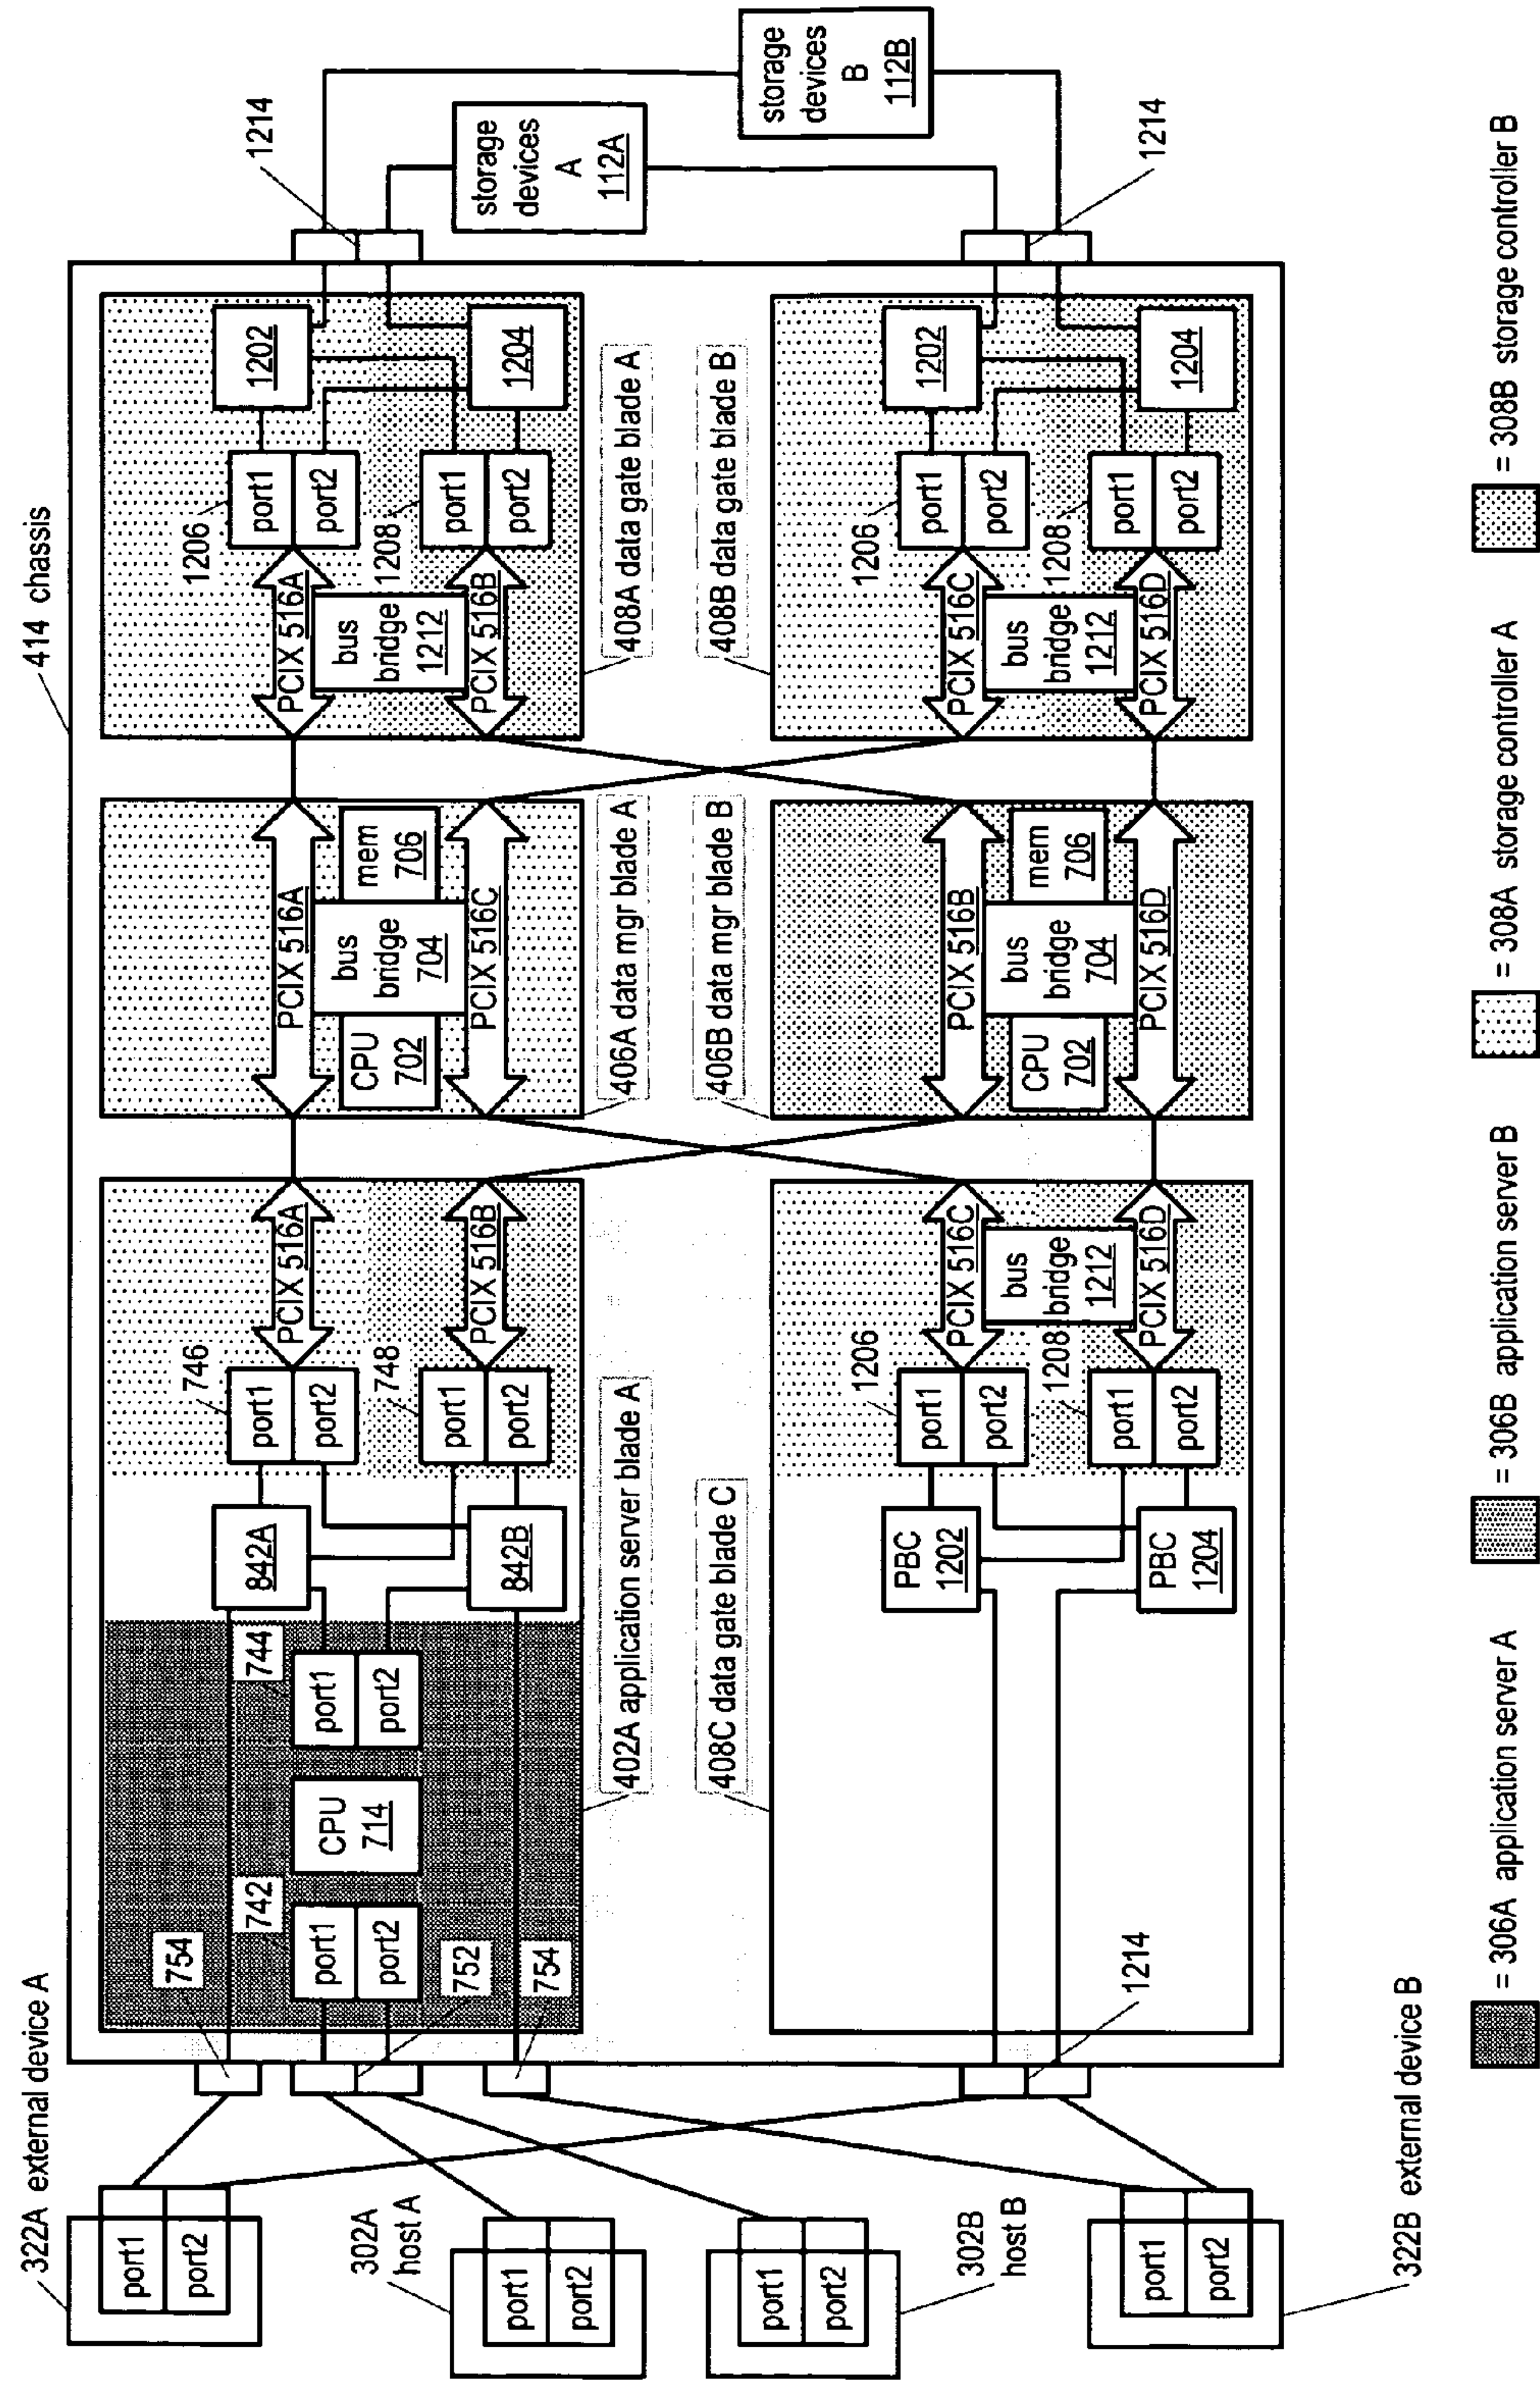 414 chassis
322A external device A
port1
port2
302A
host A
port1
port2
302B
host B
port1
port2
322B external device B
port1
port2
754
752
754
1214
742
port1
port2
CPU
714
744
port1
port2
842A
842B
746
port1
port2
748
port1
port2
PCIX 516A
PCIX 516B
402A application server blade A
408C data gate blade C
PBC
1202
PBC
1204
1206
port1
port2
1208
port1
port2
PCIX 516C
bus
bridge
1212
PCIX 516D
PCIX 516A
CPU
702
bus
bridge
704
mem
706
PCIX 516C
406A data mgr blade A
406B data mgr blade B
PCIX 516B
CPU
702
bus
bridge
704
mem
706
PCIX 516D
PCIX 516A
bus
bridge
1212
PCIX 516B
1206
port1
port2
1208
port1
port2
1202
1204
408A data gate blade A
408B data gate blade B
PCIX 516C
bus
bridge
1212
PCIX 516D
1206
port1
port2
1208
port1
port2
1202
1204
1214
storage
devices
A
112A
storage
devices
B
112B
1214
= 306A application server A
= 306B application server B
= 308A storage controller A
= 308B storage controller B